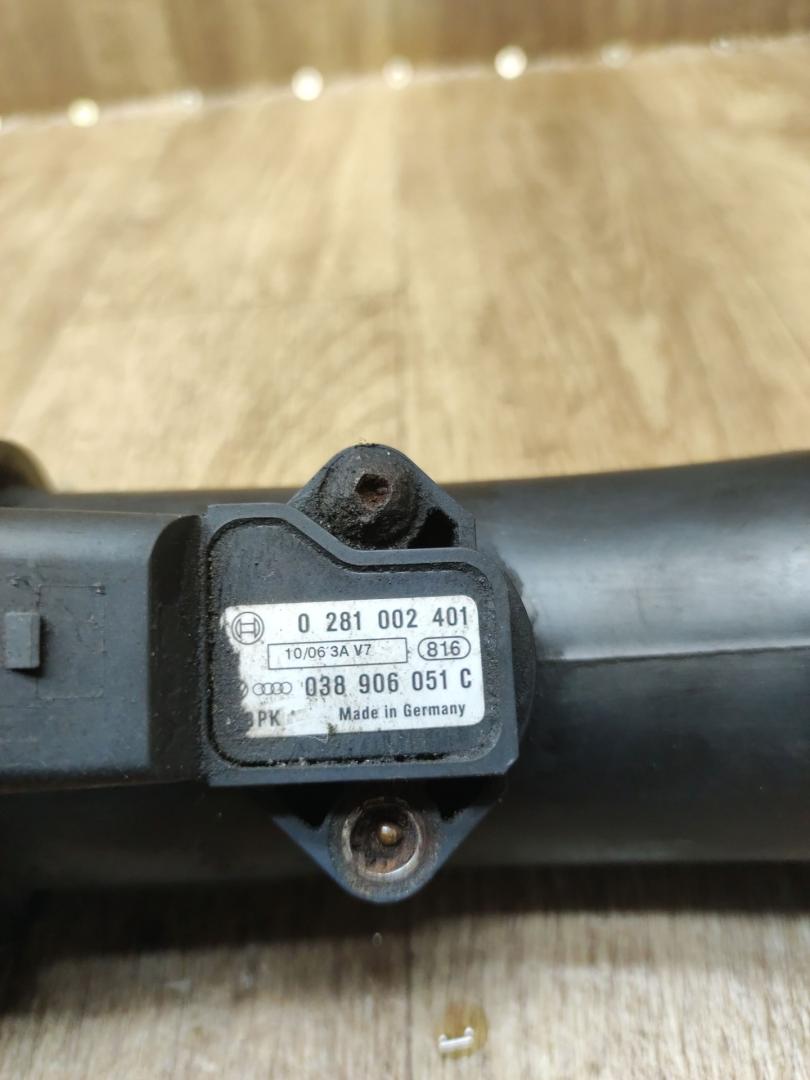 0 281 002 401
10/06 3A V7 816
038 906 051 C
PK Made in Germany